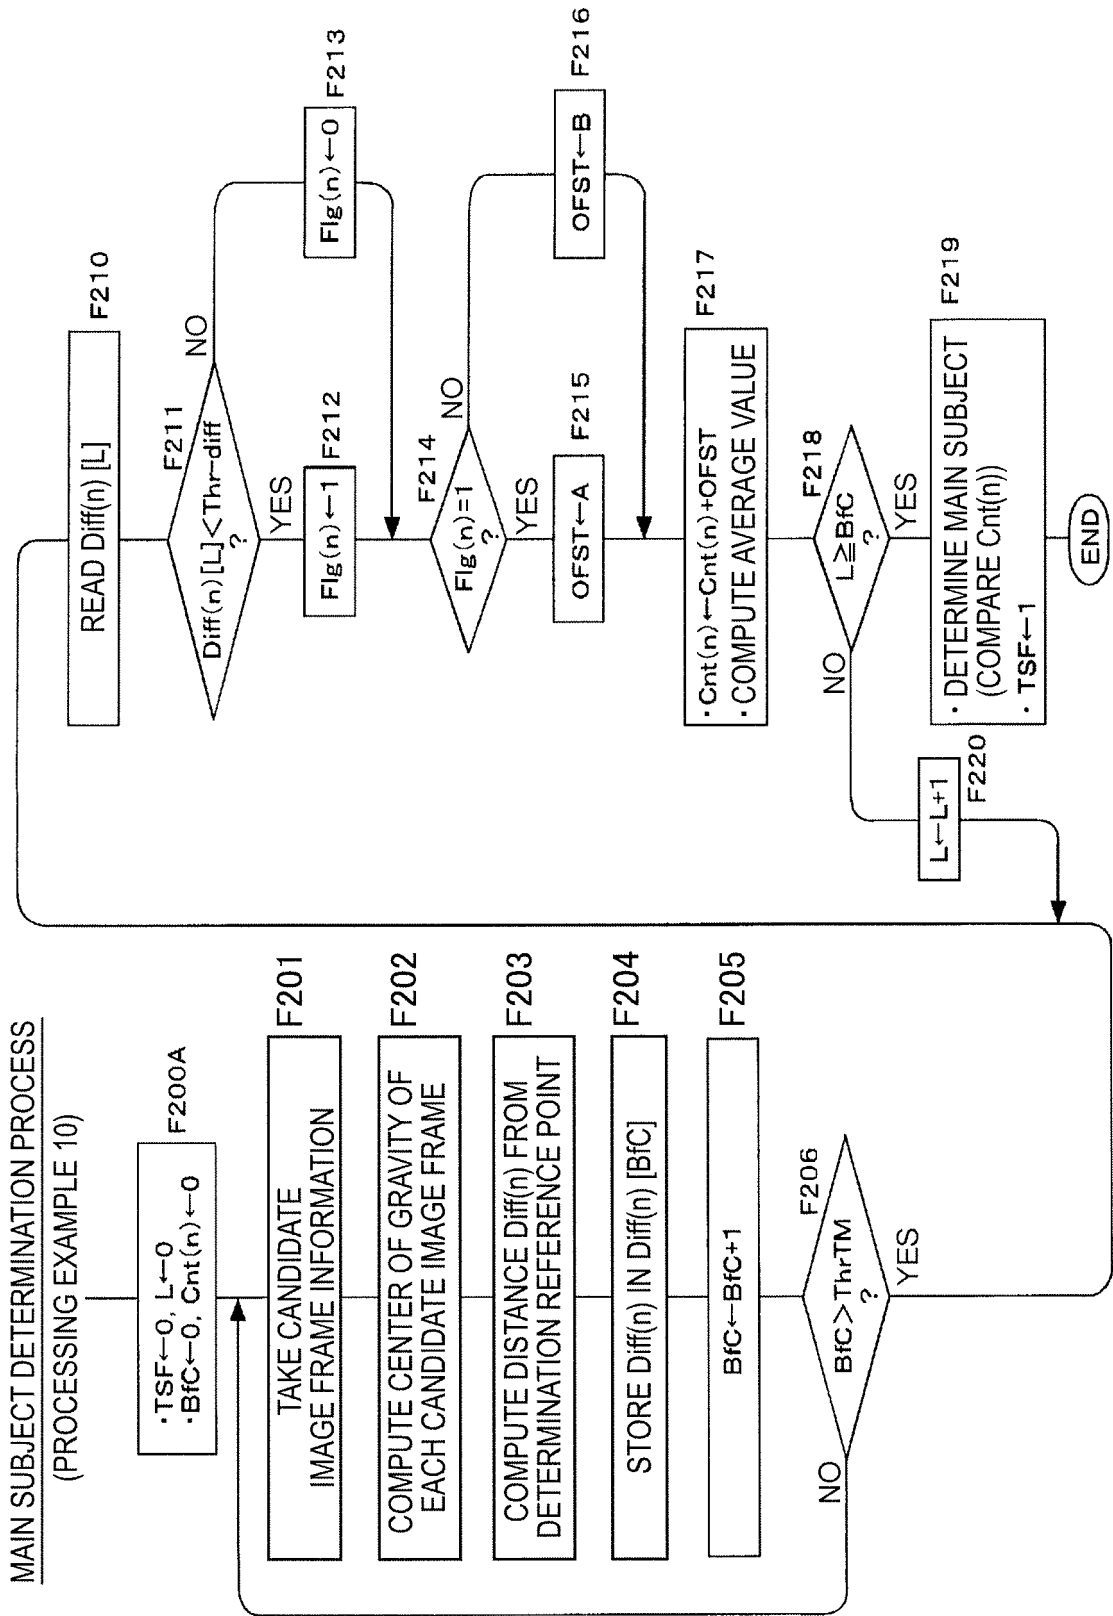 MAIN SUBJECT DETERMINATION PROCESS
(PROCESSING EXAMPLE 10)
F200A
・TSF←0, L←0
・BfC←0, Cnt(n)←0
F201
TAKE CANDIDATE
IMAGE FRAME INFORMATION
F202
COMPUTE CENTER OF GRAVITY OF
EACH CANDIDATE IMAGE FRAME
F203
COMPUTE DISTANCE Diff(n) FROM
DETERMINATION REFERENCE POINT
F204
STORE Diff(n) IN Diff(n) [BfC]
F205
BfC←BfC+1
F206
BfC>ThrTM
?
NO
YES
F210
READ Diff(n) [L]
F211
Diff(n) [L]<Thr-diff
?
NO
YES
F212
Flg(n)←1
F213
Flg(n)←0
F214
Flg(n)=1
?
NO
YES
F215
OFST←A
F216
OFST←B
F217
・Cnt(n)←Cnt(n)+OFST
・COMPUTE AVERAGE VALUE
F218
L≧BfC
?
NO
YES
F219
・DETERMINE MAIN SUBJECT
(COMPARE Cnt(n))
・TSF←1
L←L+1
F220
END